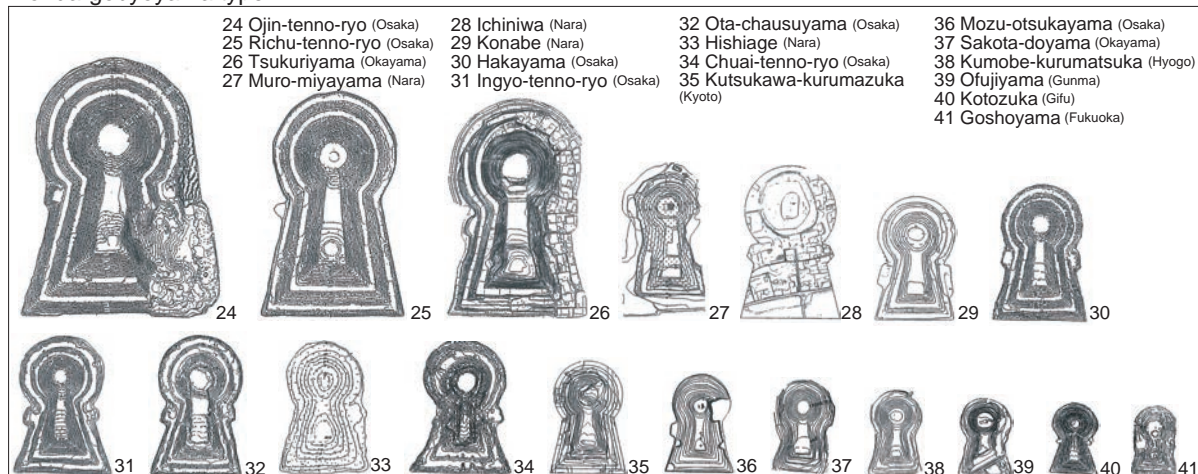 24 Ojin-tenno-ryo (Osaka)
25 Richu-tenno-ryo (Osaka)
26 Tsukuriyama (Okayama)
27 Muro-miyayama (Nara)
28 Ichiniwa (Nara)
29 Konabe (Nara)
30 Hakayama (Osaka)
31 Ingyo-tenno-ryo (Osaka)
32 Ota-chausuyama (Osaka)
33 Hishiage (Nara)
34 Chuai-tenno-ryo (Osaka)
35 Kutsukawa-kurumazuka
(Kyoto)
36 Mozu-otsukayama (Osaka)
37 Sakota-doyama (Okayama)
38 Kumobe-kurumatsuka (Hyogo)
39 Ofujiyama (Gunma)
40 Kotozuka (Gifu)
41 Goshoyama (Fukuoka)
24 25 26 27 28 29 30
31 32 33 34 35 36 37 38 39 40 41